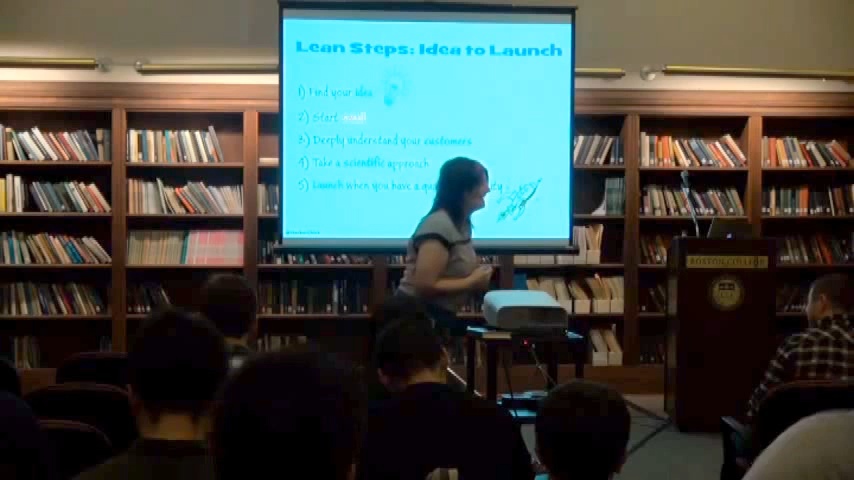 Lean Steps: Idea to Launch
1) Find your idea
2) Start small
3) Deeply understand your customers
4) Take a scientific approach
5) Launch when you have a
BOSTON COLLEGE